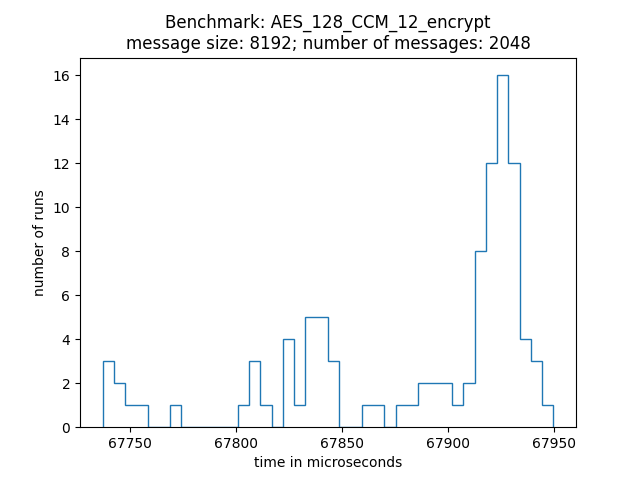 Benchmark: AES_128_CCM_12_encrypt
message size: 8192; number of messages: 2048
16
14
12
10
8
6
4
2
0
number of runs
67750 67800 67850 67900 67950
time in microseconds